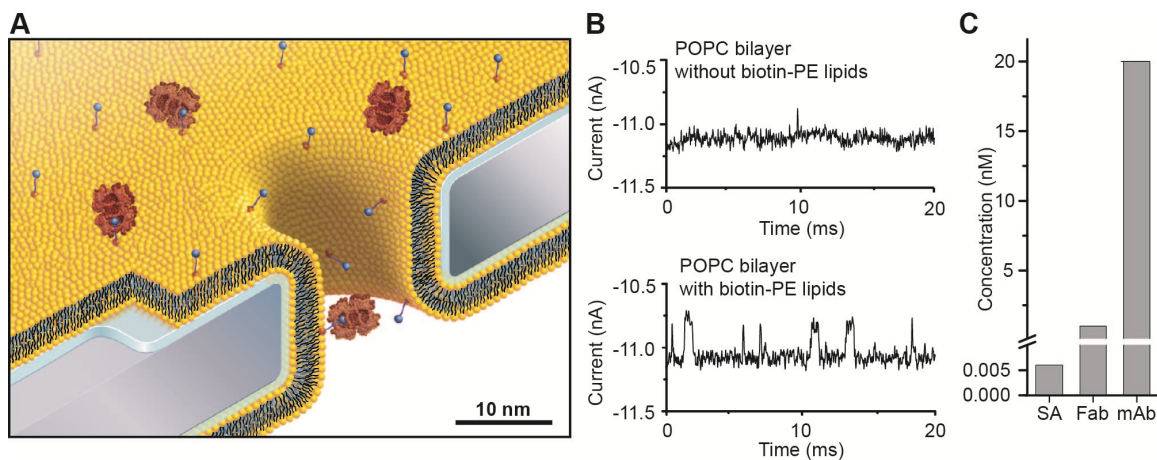 A
10 nm
B
POPC bilayer
without biotin-PE lipids
Current (nA)
-10.5
-11.0
-11.5
0
10
20
Time (ms)
POPC bilayer
with biotin-PE lipids
Current (nA)
-10.5
-11.0
-11.5
0
10
20
Time (ms)
C
Concentration (nM)
20
15
10
5
0.005
0.000
SA
Fab
mAb